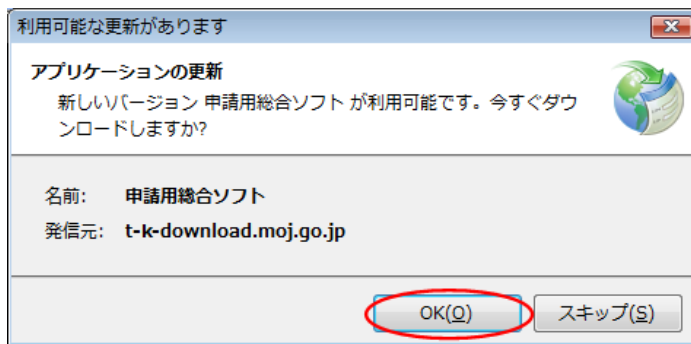 利用可能な更新があります
アプリケーションの更新
新しいバージョン 申請用総合ソフト が利用可能です。今すぐダウ
ンロードしますか?
名前: 申請用総合ソフト
発信元: t-k-download.moj.go.jp
OK(O) スキップ(S)